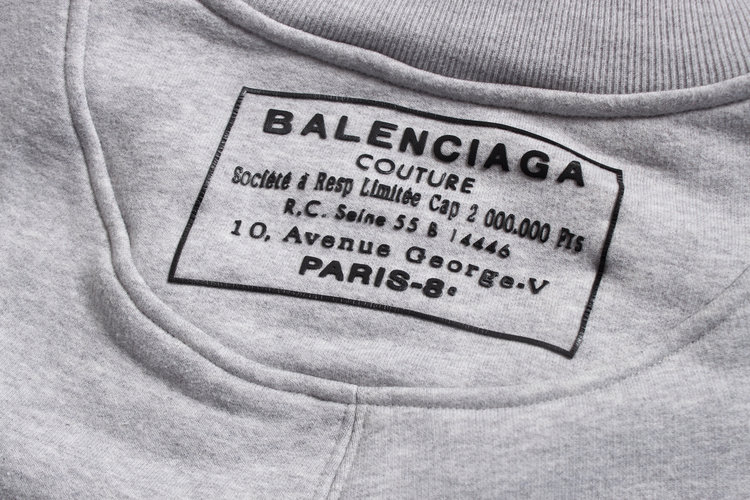 BALENCIAGA
COUTURE
Société à Resp Limitée Cap 2 000.000 Frs
R.C. Seine 55 B 14446
10, Avenue George-V
PARIS-8e